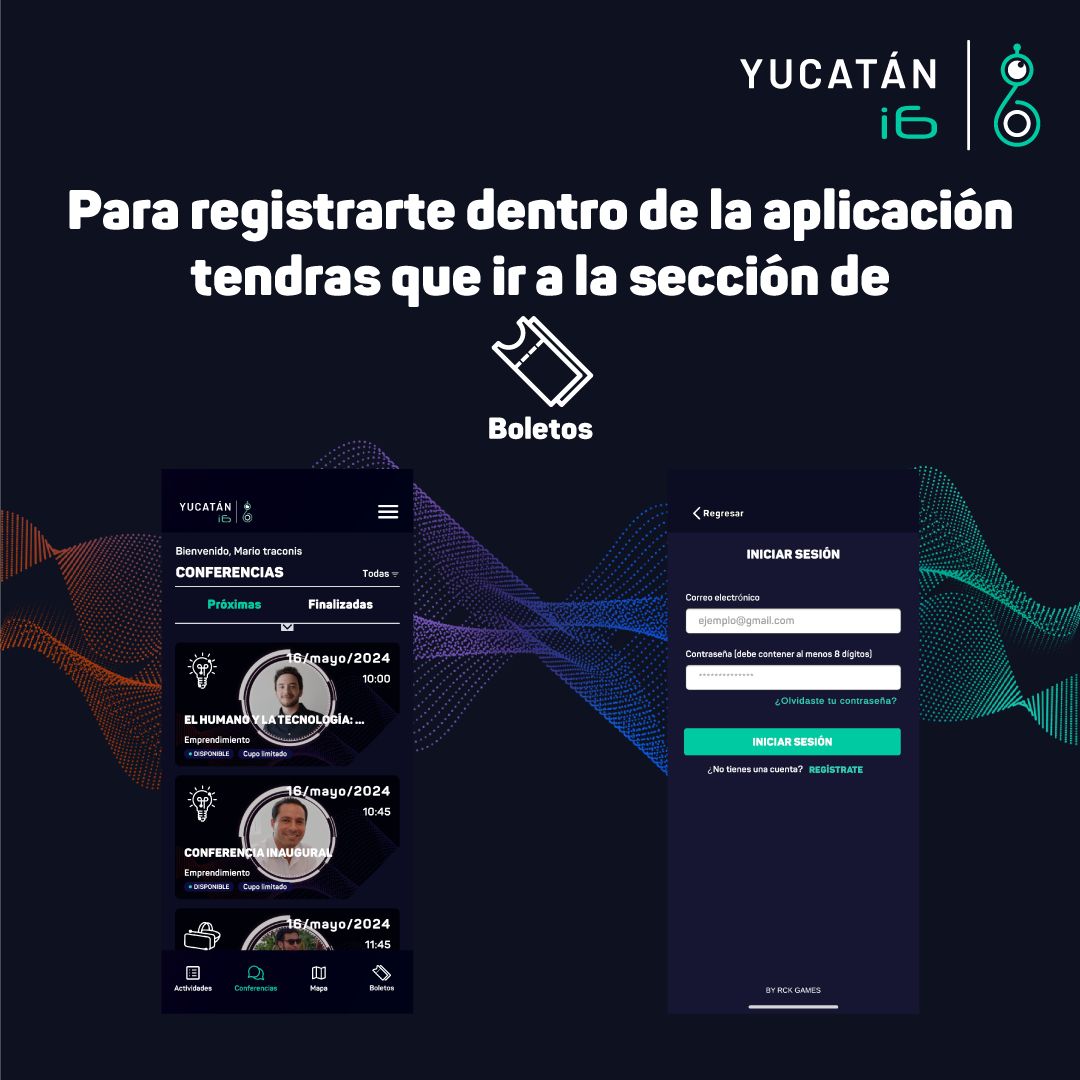 YUCATÁN
i6
Para registrarte dentro de la aplicación
tendras que ir a la sección de
Boletos
YUCATÁN
i6
Bienvenido, Mario traconis
CONFERENCIAS
Todas
Próximas
Finalizadas
16/mayo/2024
10:00
EL HUMANO Y LA TECNOLOGÍA: ...
Emprendimiento
DISPONIBLE
Cupo limitado
16/mayo/2024
10:45
CONFERENCIA INAUGURAL
Emprendimiento
DISPONIBLE
Cupo limitado
16/mayo/2024
11:45
Actividades
Conferencias
Mapa
Boletos
Regresar
INICIAR SESIÓN
Correo electrónico
ejemplo@gmail.com
Contraseña (debe contener al menos 8 dígitos)
**************
¿Olvidaste tu contraseña?
INICIAR SESIÓN
¿No tienes una cuenta? REGÍSTRATE
BY RCK GAMES